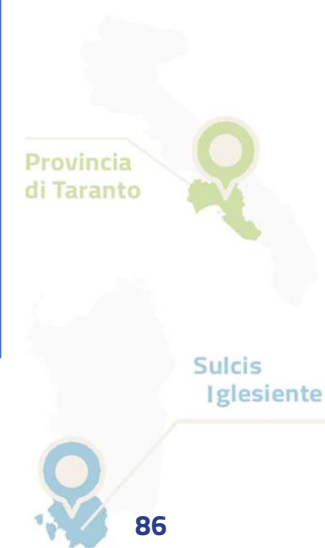 Provincia
di Taranto
Sulcis
Iglesiente
86